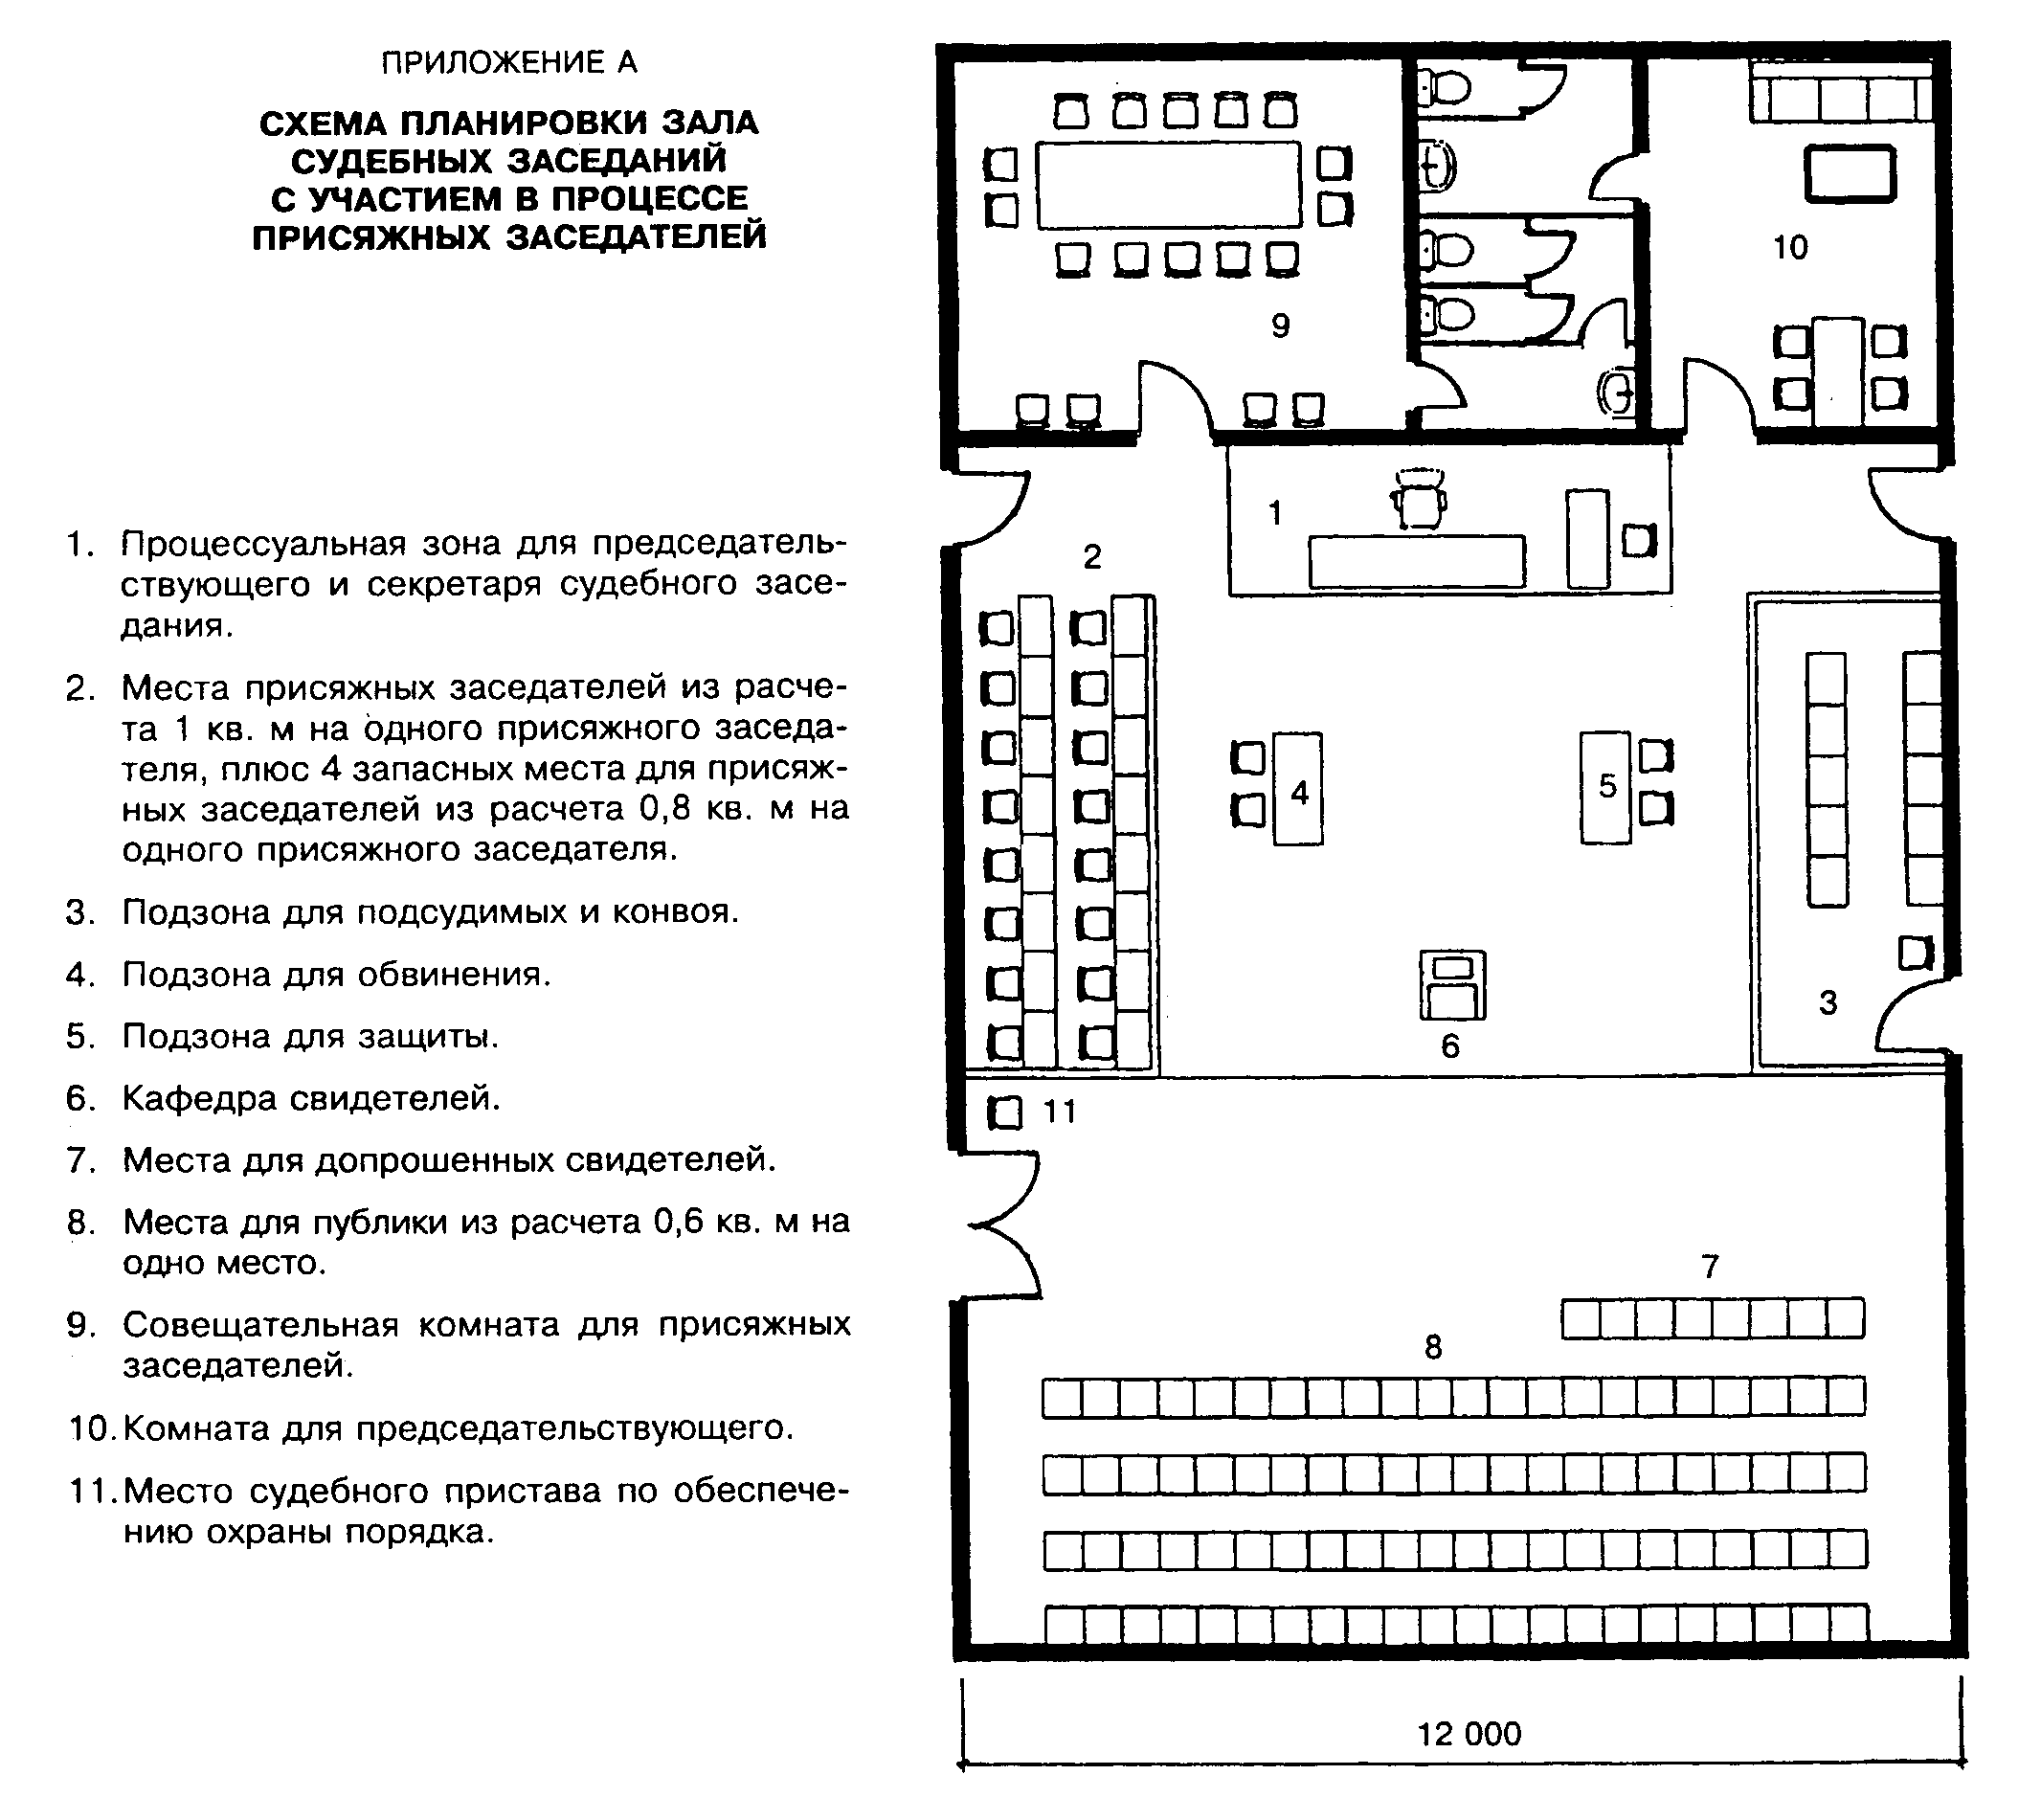 ПРИЛОЖЕНИЕ А
СХЕМА ПЛАНИРОВКИ ЗАЛА
СУДЕБНЫХ ЗАСЕДАНИЙ
С УЧАСТИЕМ В ПРОЦЕССЕ
ПРИСЯЖНЫХ ЗАСЕДАТЕЛЕЙ
1. Процессуальная зона для председатель-
ствующего и секретаря судебного засе-
дания.
2. Места присяжных заседателей из расче-
та 1 кв. м на одного присяжного заседа-
теля, плюс 4 запасных места для присяж-
ных заседателей из расчета 0,8 кв. м на
одного присяжного заседателя.
3. Подзона для подсудимых и конвоя.
4. Подзона для обвинения.
5. Подзона для защиты.
6. Кафедра свидетелей.
7. Места для допрошенных свидетелей.
8. Места для публики из расчета 0,6 кв. м на
одно место.
9. Совещательная комната для присяжных
заседателей.
10. Комната для председательствующего.
11. Место судебного пристава по обеспече-
нию охраны порядка.
10
9
1
2
4
5
3
6
11
7
8
12 000